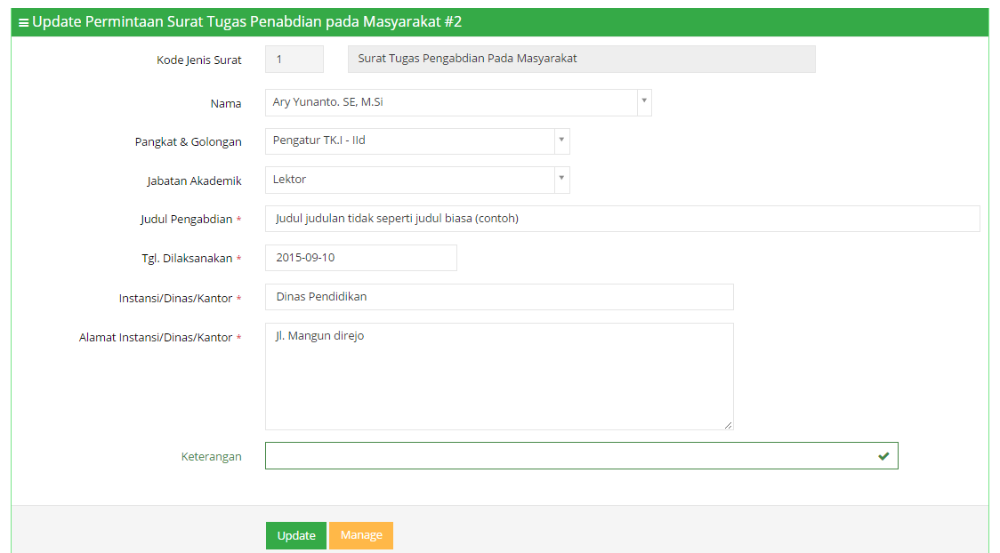 Update Permintaan Surat Tugas Penabdian pada Masyarakat #2
Kode Jenis Surat 1 Surat Tugas Pengabdian Pada Masyarakat
Nama Ary Yunanto. SE, M.Si
Pangkat & Golongan Pengatur TK.I - IId
Jabatan Akademik Lektor
Judul Pengabdian * Judul judulan tidak seperti judul biasa (contoh)
Tgl. Dilaksanakan * 2015-09-10
Instansi/Dinas/Kantor * Dinas Pendidikan
Alamat Instansi/Dinas/Kantor * Jl. Mangun direjo
Keterangan
Update Manage